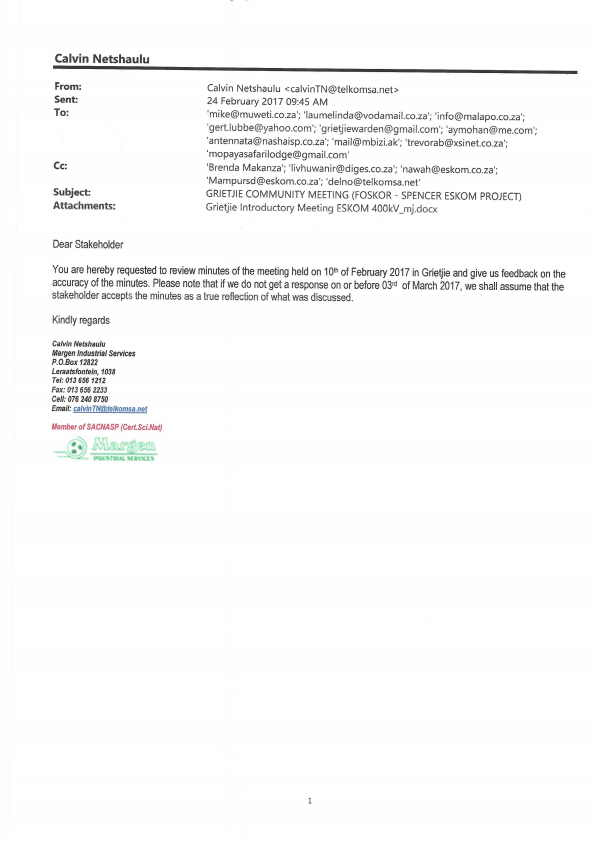 Calvin Netshaulu
From: Calvin Netshaulu <calvinTN@telkomsa.net>
Sent: 24 February 2017 09:45 AM
To: 'mike@muweti.co.za'; 'laumelinda@vodamail.co.za'; 'info@malapo.co.za';
'gert.lubbe@yahoo.com'; 'grietjiewarden@gmail.com'; 'aymohan@me.com';
'antennata@nashaisp.co.za'; 'mail@mbizi.ak'; 'trevorab@xsinet.co.za';
'mopayasafarilodge@gmail.com'
Cc: 'Brenda Makanza'; 'livhuwanir@diges.co.za'; 'nawah@eskom.co.za';
'Mampursd@eskom.co.za'; 'delno@telkomsa.net'
Subject: GRIETJIE COMMUNITY MEETING (FOSKOR - SPENCER ESKOM PROJECT)
Attachments: Grietjie Introductory Meeting ESKOM 400kV_mj.docx
Dear Stakeholder
You are hereby requested to review minutes of the meeting held on 10th of February 2017 in Grietjie and give us feedback on the
accuracy of the minutes. Please note that if we do not get a response on or before 03rd of March 2017, we shall assume that the
stakeholder accepts the minutes as a true reflection of what was discussed.
Kindly regards
Calvin Netshaulu
Margen Industrial Services
P.O.Box 12822
Leraatsfontein, 1038
Tel: 013 656 1212
Fax: 013 656 2233
Cell: 076 240 8750
Email: calvinTN@telkomsa.net
Member of SACNASP (Cert.Sci.Nat)
Margen
INDUSTRIAL SERVICES
1